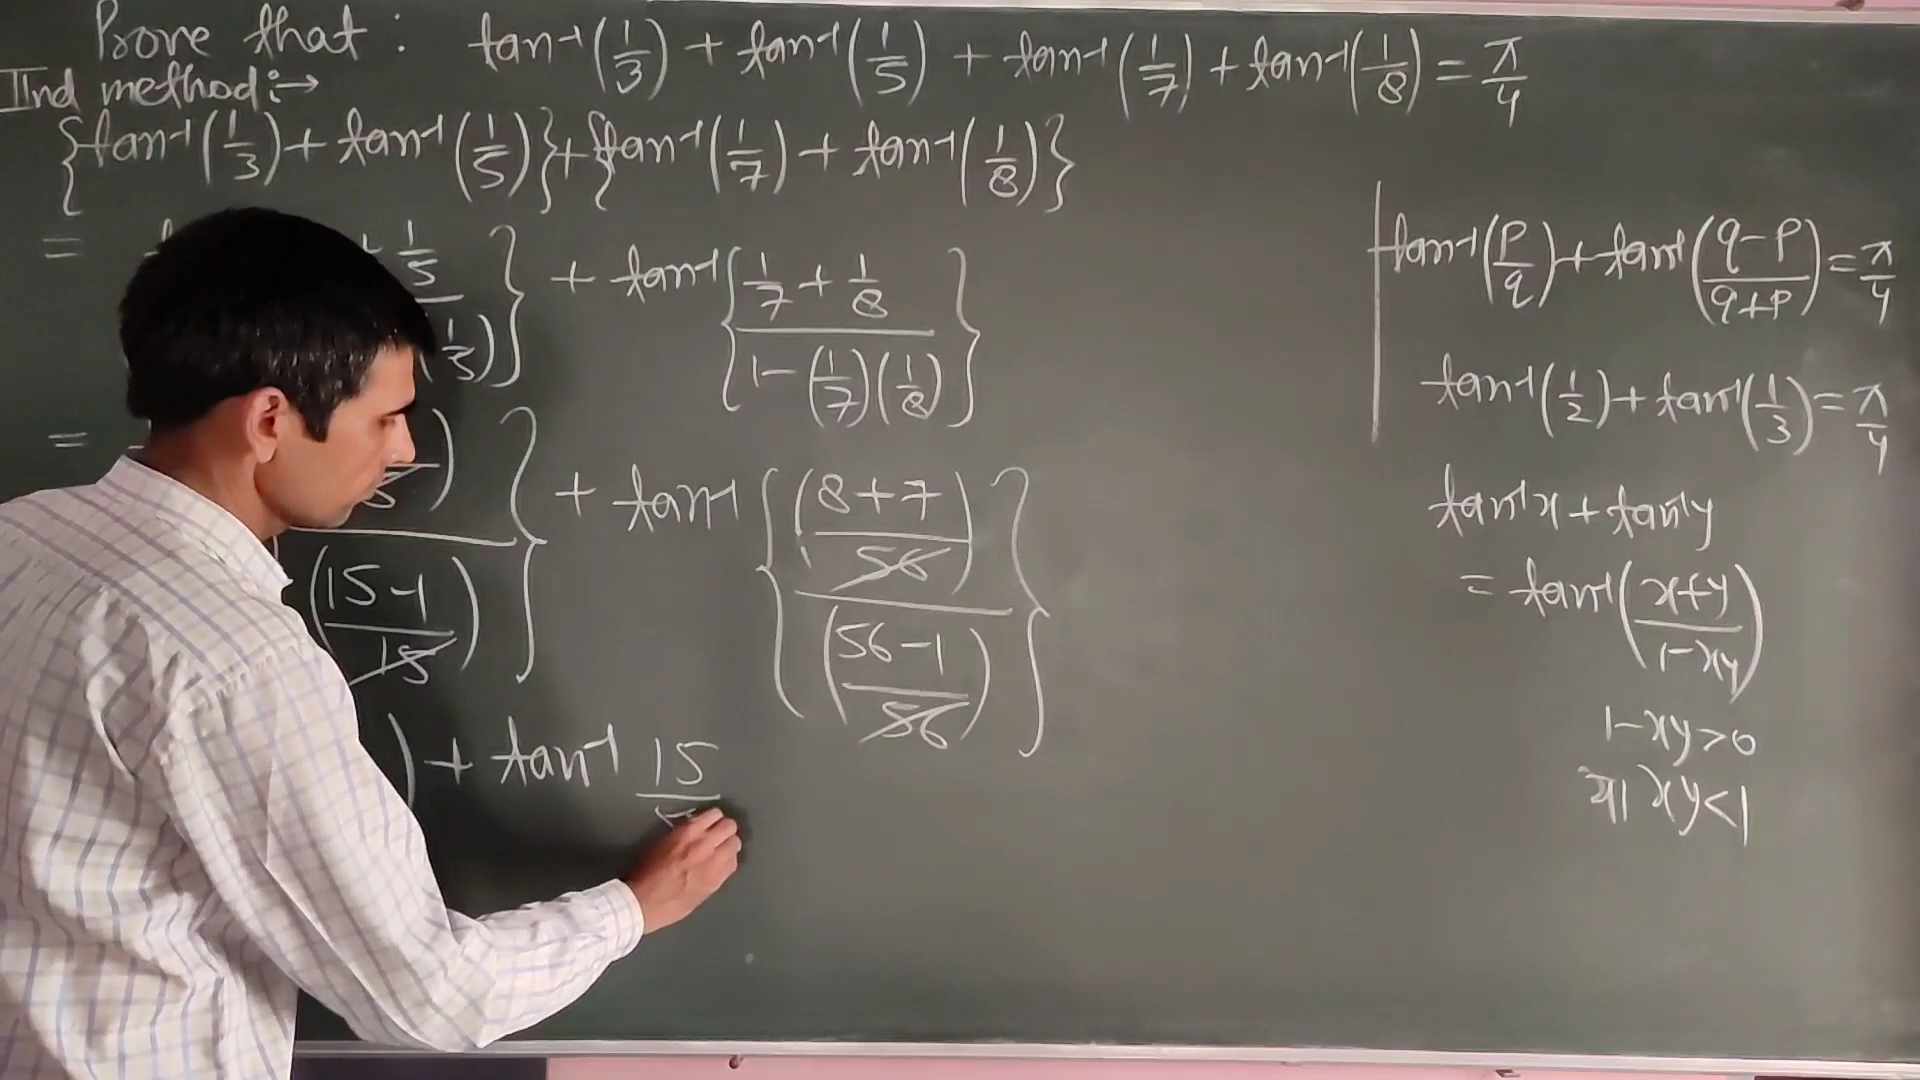 Prove that : tan⁻¹(1/3) + tan⁻¹(1/5) + tan⁻¹(1/7) + tan⁻¹(1/8) = π/4
IInd method:→
{tan⁻¹(1/3) + tan⁻¹(1/5)} + {tan⁻¹(1/7) + tan⁻¹(1/8)}
= + 1/5 } + tan⁻¹{(1/7 + 1/8)/(1-(1/7)(1/8))}
= (15-1)/15 } + tan⁻¹{((8+7)/56)/((56-1)/56)}
) + tan⁻¹ 15
tan⁻¹(p/q) + tan⁻¹((q-p)/(q+p)) = π/4
tan⁻¹(1/2) + tan⁻¹(1/3) = π/4
tan⁻¹x + tan⁻¹y
= tan⁻¹((x+y)/(1-xy))
1-xy>0
या xy<1